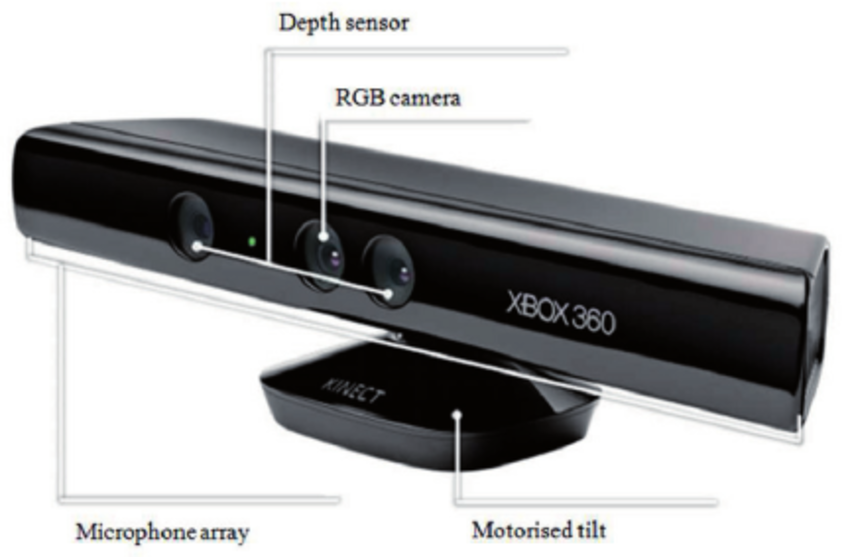 Depth sensor
RGB camera
XBOX 360
KINECT
Microphone array
Motorised tilt